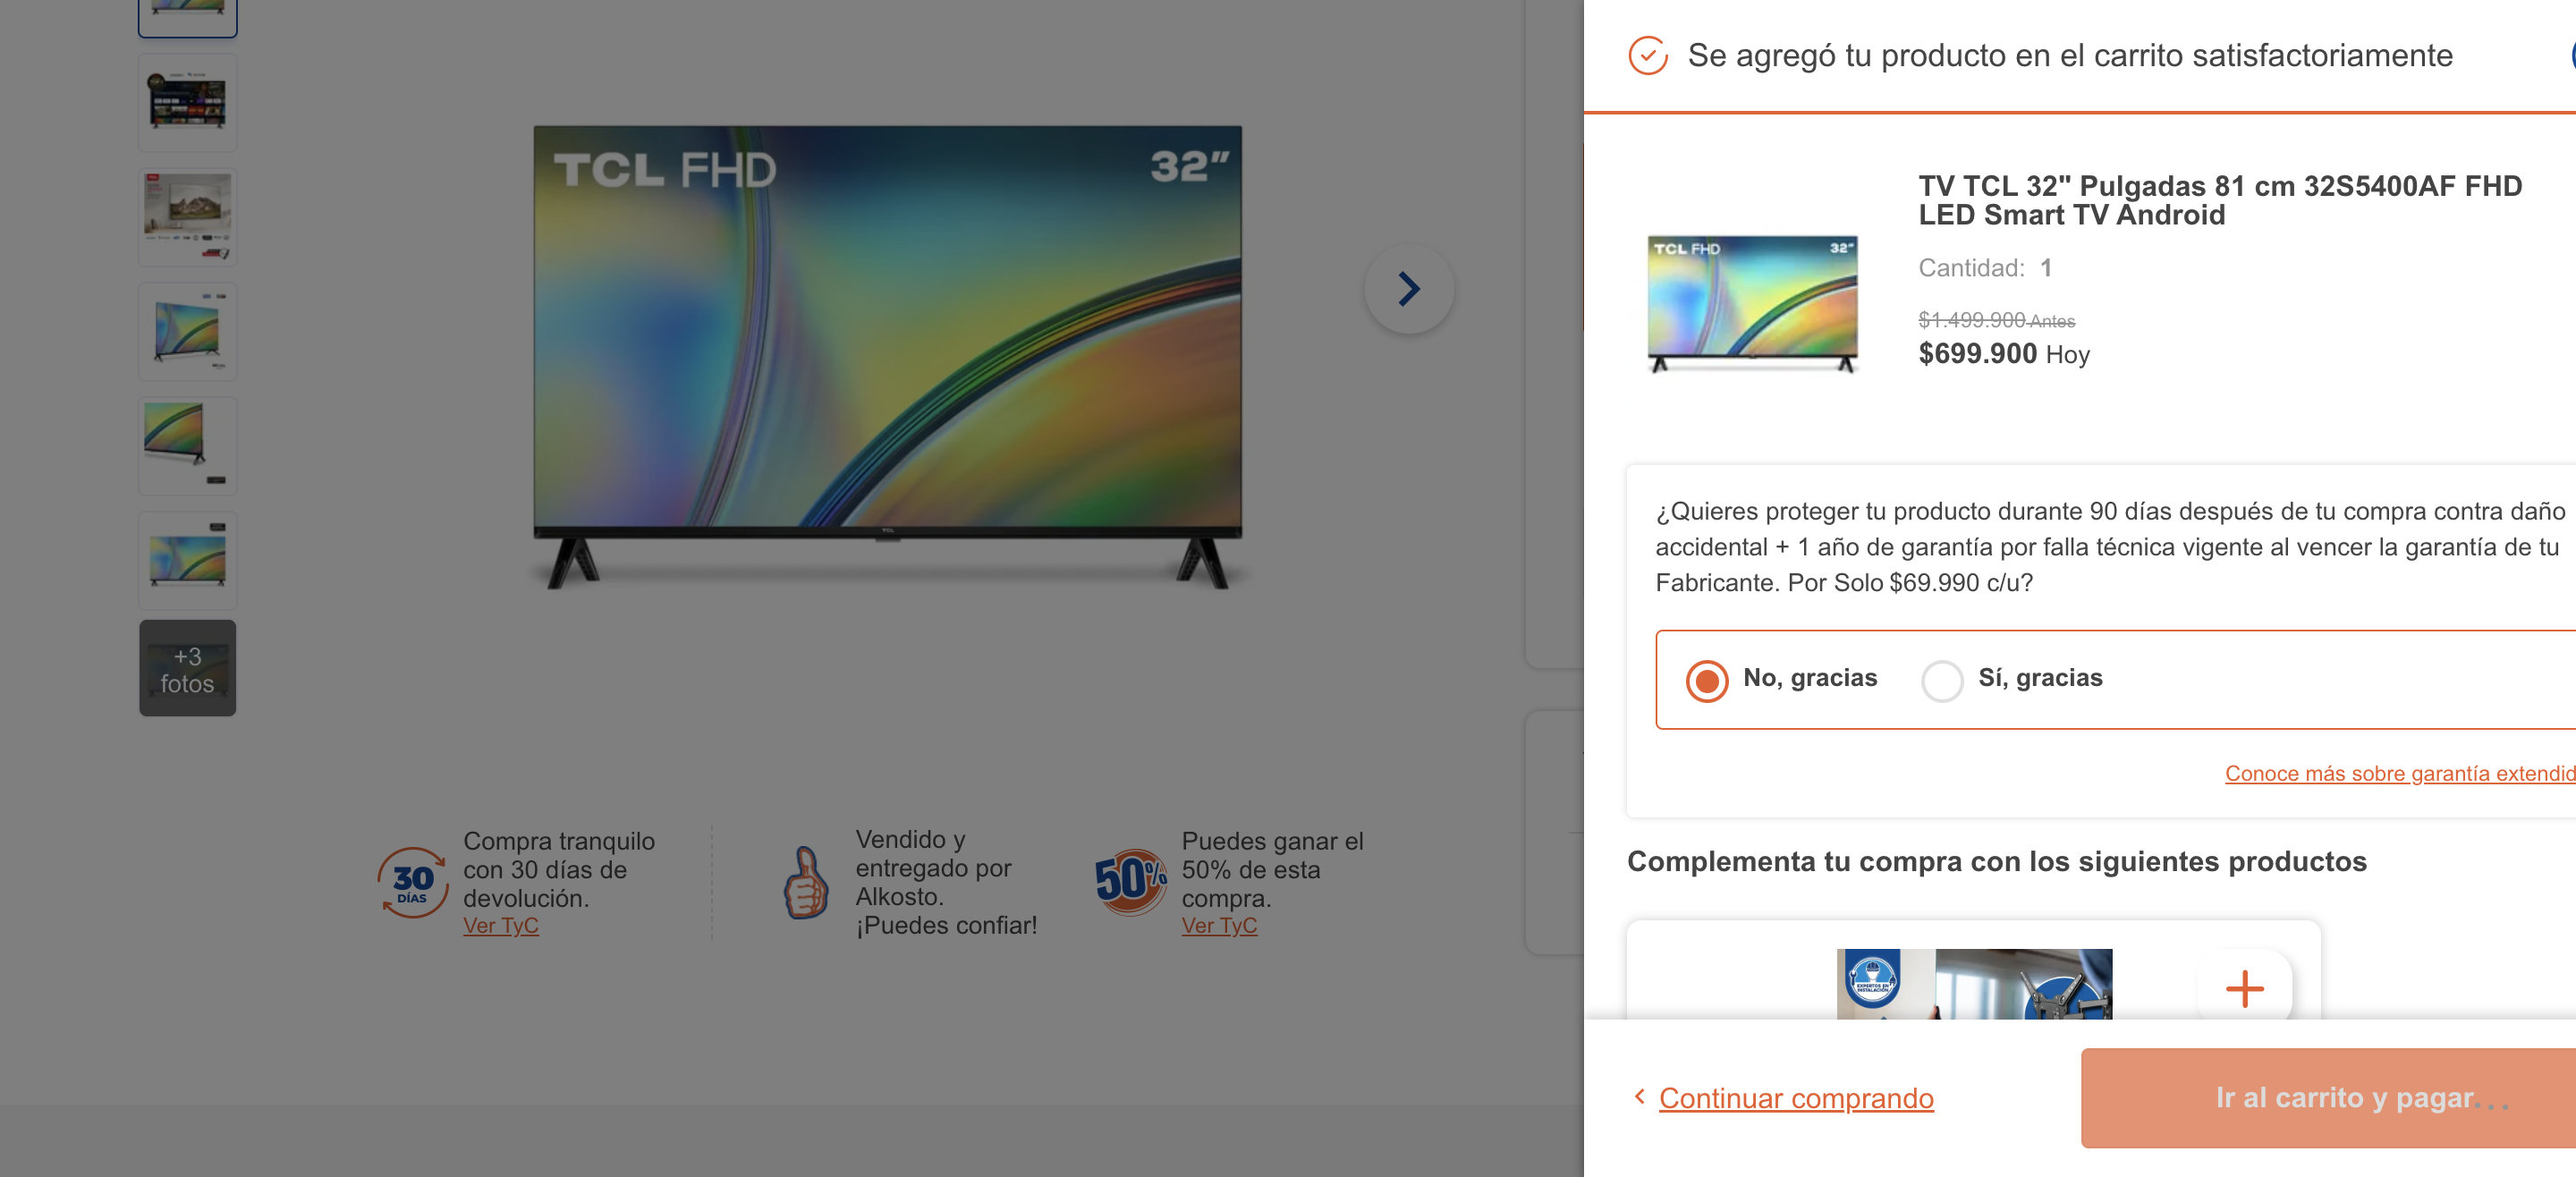 Se agregó tu producto en el carrito satisfactoriamente
TCL FHD
32"
+3
fotos
Compra tranquilo
con 30 días de
devolución.
Ver TyC
30
DÍAS
Vendido y
entregado por
Alkosto.
¡Puedes confiar!
50%
Puedes ganar el
50% de esta
compra.
Ver TyC
TCL FHD
32"
TV TCL 32" Pulgadas 81 cm 32S5400AF FHD
LED Smart TV Android
Cantidad: 1
$1.499.900 Antes
$699.900 Hoy
¿Quieres proteger tu producto durante 90 días después de tu compra contra daño
accidental + 1 año de garantía por falla técnica vigente al vencer la garantía de tu
Fabricante. Por Solo $69.990 c/u?
No, gracias
Sí, gracias
Conoce más sobre garantía extendid
Complementa tu compra con los siguientes productos
EXPERTOS EN
INSTALACIÓN
Continuar comprando
Ir al carrito y pagar...